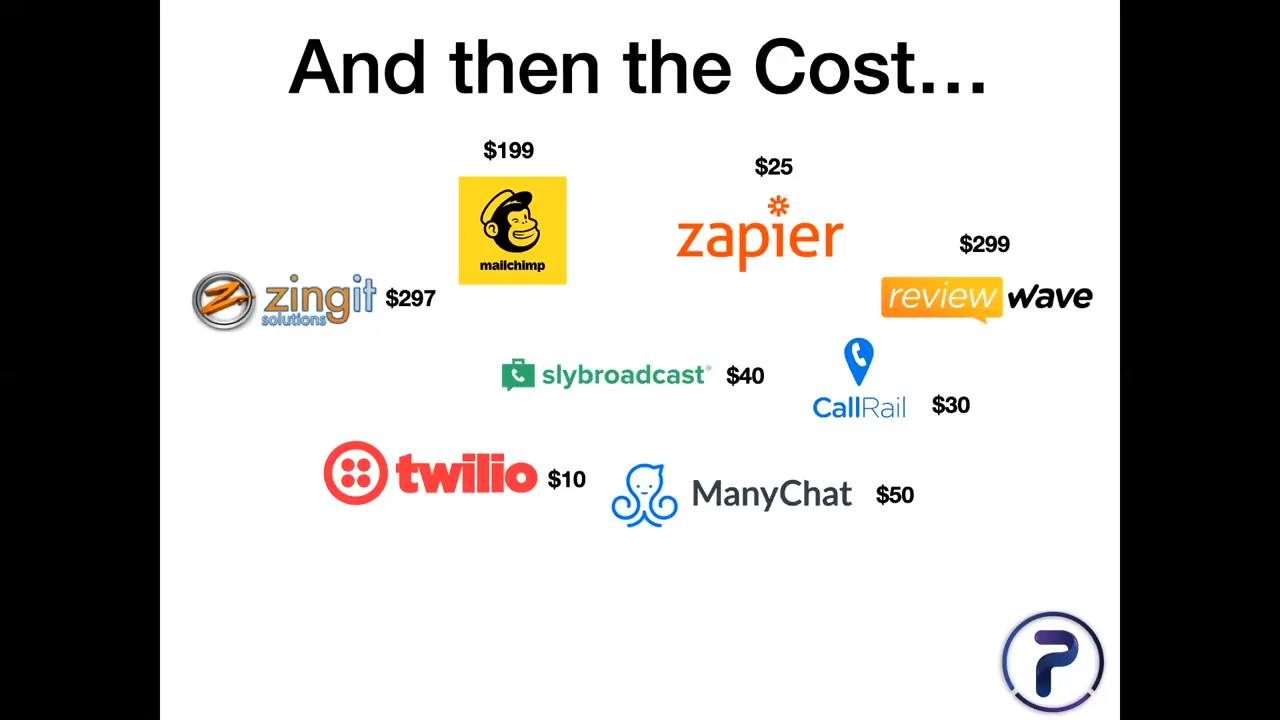 And then the Cost...
$199
mailchimp
$25
zapier
$299
review wave
zingit
solutions
$297
slybroadcast® $40
CallRail $30
twilio $10
ManyChat $50
P